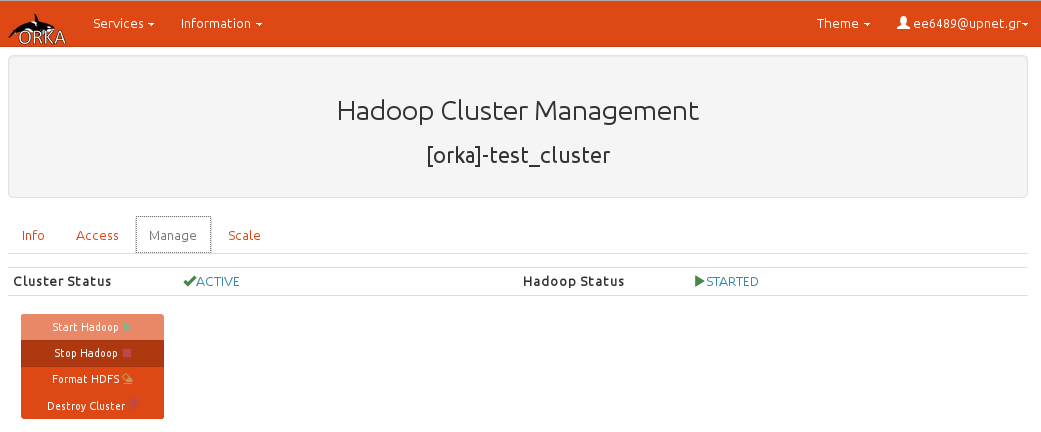 ORKA Services Information Theme ee6489@upnet.gr
Hadoop Cluster Management
[orka]-test_cluster
Info Access Manage Scale
Cluster Status ACTIVE Hadoop Status STARTED
Start Hadoop
Stop Hadoop
Format HDFS
Destroy Cluster